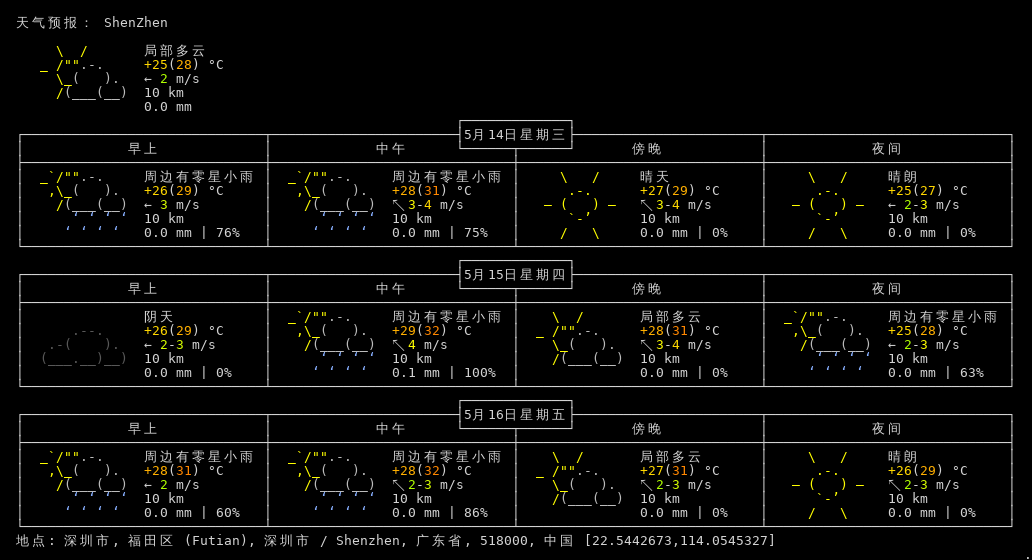 天气预报： ShenZhen
局部多云
+25(28) °C
← 2 m/s
10 km
0.0 mm
5月14日星期三
早上 中午 傍晚 夜间
周边有零星小雨 周边有零星小雨 晴天 晴朗
+26(29) °C +28(31) °C +27(29) °C +25(27) °C
← 3 m/s ↖ 3-4 m/s ↖ 3-4 m/s ← 2-3 m/s
10 km 10 km 10 km 10 km
0.0 mm | 76% 0.0 mm | 75% 0.0 mm | 0% 0.0 mm | 0%
5月15日星期四
早上 中午 傍晚 夜间
阴天 周边有零星小雨 局部多云 周边有零星小雨
+26(29) °C +29(32) °C +28(31) °C +25(28) °C
← 2-3 m/s ↖ 4 m/s ↖ 3-4 m/s ← 2-3 m/s
10 km 10 km 10 km 10 km
0.0 mm | 0% 0.1 mm | 100% 0.0 mm | 0% 0.0 mm | 63%
5月16日星期五
早上 中午 傍晚 夜间
周边有零星小雨 周边有零星小雨 局部多云 晴朗
+28(31) °C +28(32) °C +27(31) °C +26(29) °C
← 2 m/s ↖ 2-3 m/s ↖ 2-3 m/s ↖ 2-3 m/s
10 km 10 km 10 km 10 km
0.0 mm | 60% 0.0 mm | 86% 0.0 mm | 0% 0.0 mm | 0%
地点: 深圳市, 福田区 (Futian), 深圳市 / Shenzhen, 广东省, 518000, 中国 [22.5442673,114.0545327]